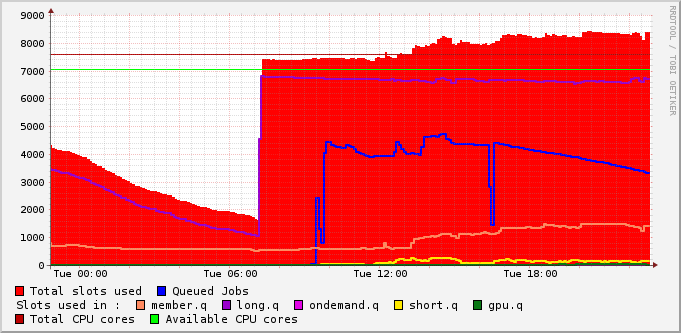 RRDTOOL / TOBI OETIKER
9000
8000
7000
6000
5000
4000
3000
2000
1000
0
Tue 00:00 Tue 06:00 Tue 12:00 Tue 18:00
Total slots used Queued Jobs
Slots used in : member.q long.q ondemand.q short.q gpu.q
Total CPU cores Available CPU cores